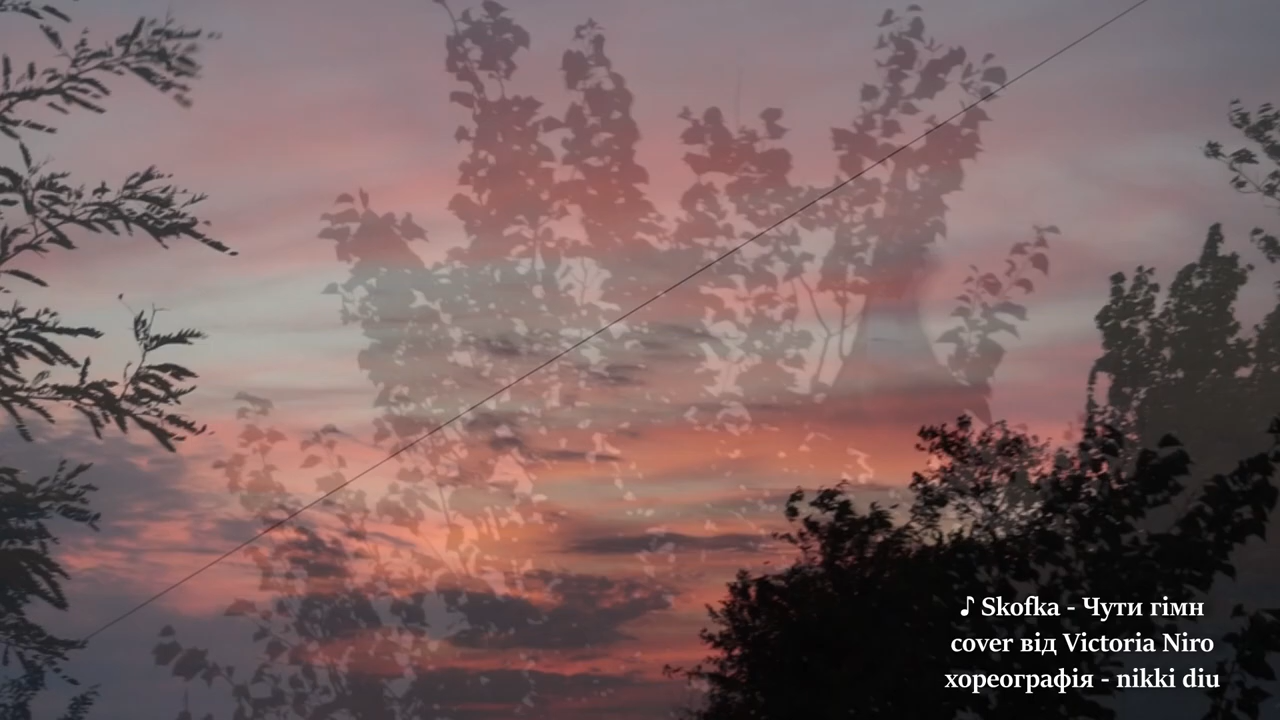 ♪ Skofka - Чути гімн
cover від Victoria Niro
хореографія - nikki diu